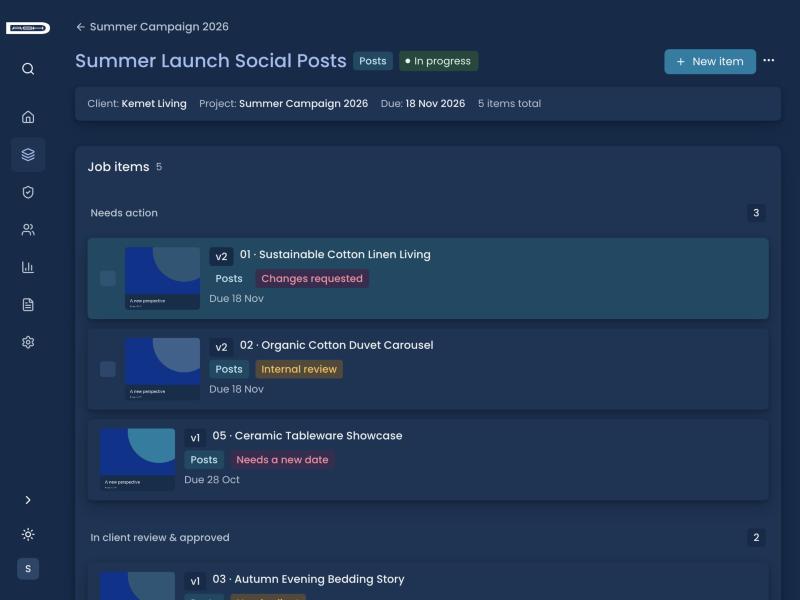 DASH
← Summer Campaign 2026
Summer Launch Social Posts Posts In progress
+ New item
Client: Kemet Living Project: Summer Campaign 2026 Due: 18 Nov 2026 5 items total
Job items 5
Needs action 3
v2 01 · Sustainable Cotton Linen Living
Posts Changes requested
Due 18 Nov
A new perspective
v2 02 · Organic Cotton Duvet Carousel
Posts Internal review
Due 18 Nov
A new perspective
v1 05 · Ceramic Tableware Showcase
Posts Needs a new date
Due 28 Oct
A new perspective
In client review & approved 2
v1 03 · Autumn Evening Bedding Story
S